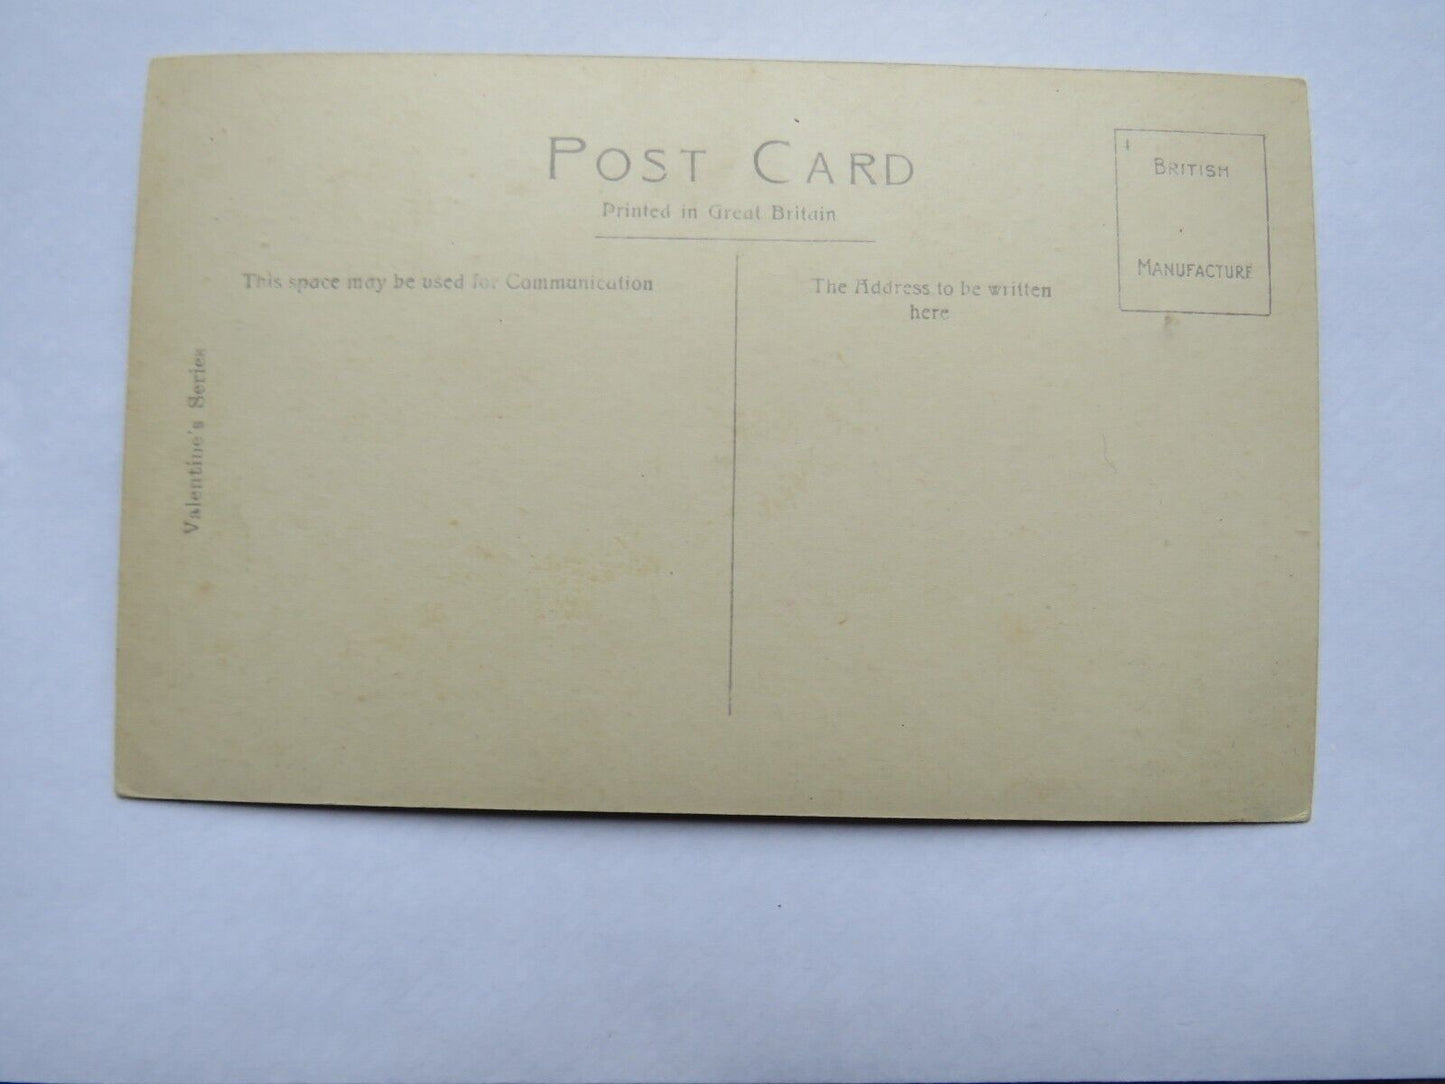 POST CARD
Printed in Great Britain
BRITISH
MANUFACTURE
This space may be used for Communication
The Address to be written
here
Valentine's Series